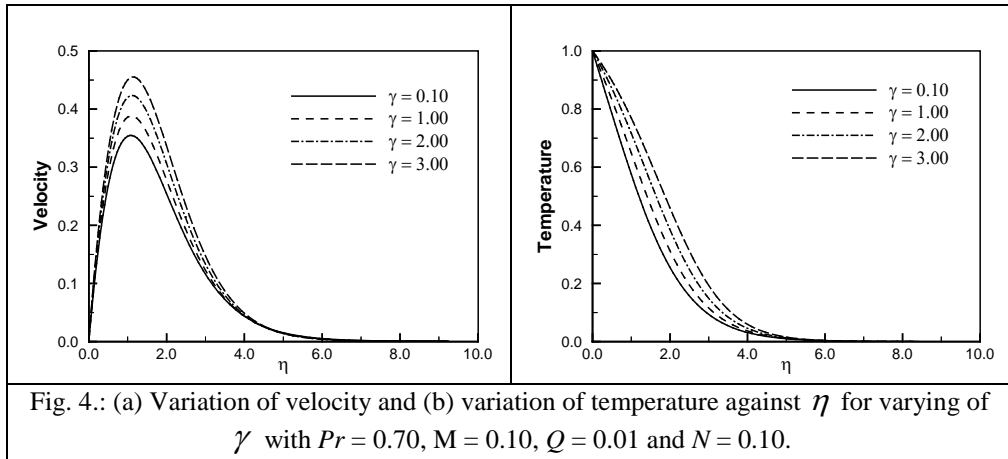 0.5
0.4
0.3
0.2
0.1
0.0
Velocity
0.0 2.0 4.0 6.0 8.0 10.0
η
γ = 0.10
γ = 1.00
γ = 2.00
γ = 3.00
1.0
0.8
0.6
0.4
0.2
0.0
Temperature
0.0 2.0 4.0 6.0 8.0 10.0
η
γ = 0.10
γ = 1.00
γ = 2.00
γ = 3.00
Fig. 4.: (a) Variation of velocity and (b) variation of temperature against η for varying of
γ with Pr = 0.70, M = 0.10, Q = 0.01 and N = 0.10.